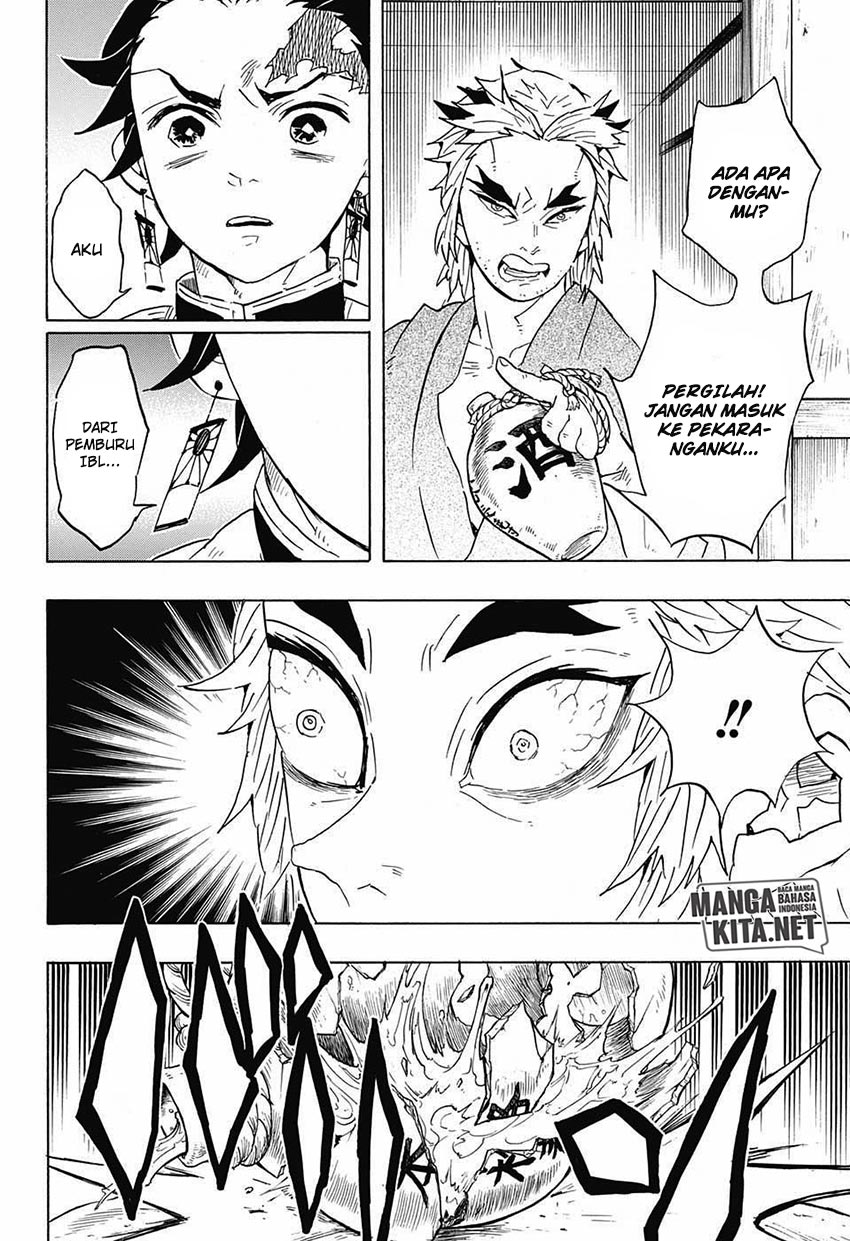 ADA APA
DENGAN-
MU?
PERGILAH!
JANGAN MASUK
KE PEKARA-
NGANKU...
酒
AKU
DARI
PEMBURU
IBL...
!!
MANGA
KITA.NET
BACA MANGA
BAHASA
INDONESIA